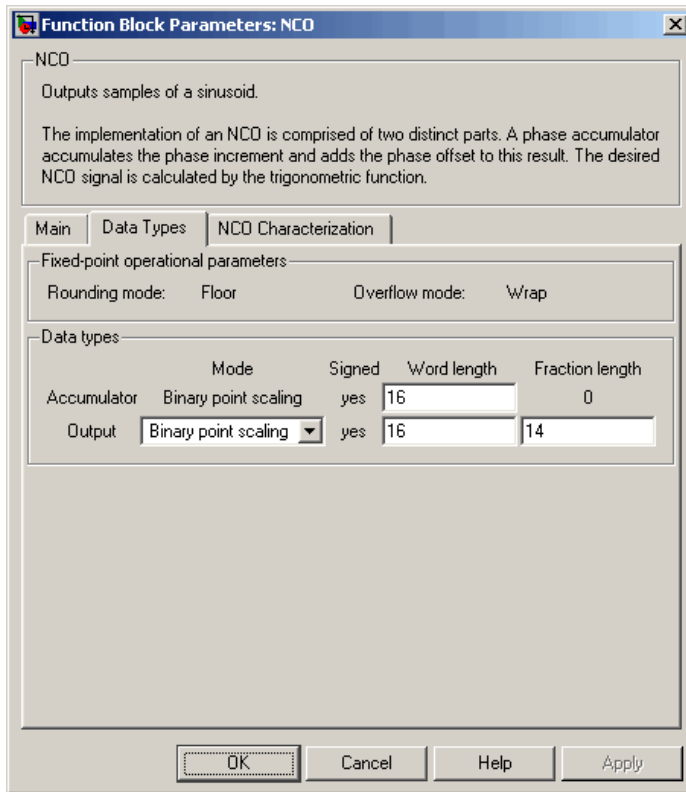 Function Block Parameters: NCO
NCO
Outputs samples of a sinusoid.
The implementation of an NCO is comprised of two distinct parts. A phase accumulator
accumulates the phase increment and adds the phase offset to this result. The desired
NCO signal is calculated by the trigonometric function.
Main Data Types NCO Characterization
Fixed-point operational parameters
Rounding mode: Floor Overflow mode: Wrap
Data types
Mode Signed Word length Fraction length
Accumulator Binary point scaling yes 16 0
Output Binary point scaling yes 16 14
OK Cancel Help Apply